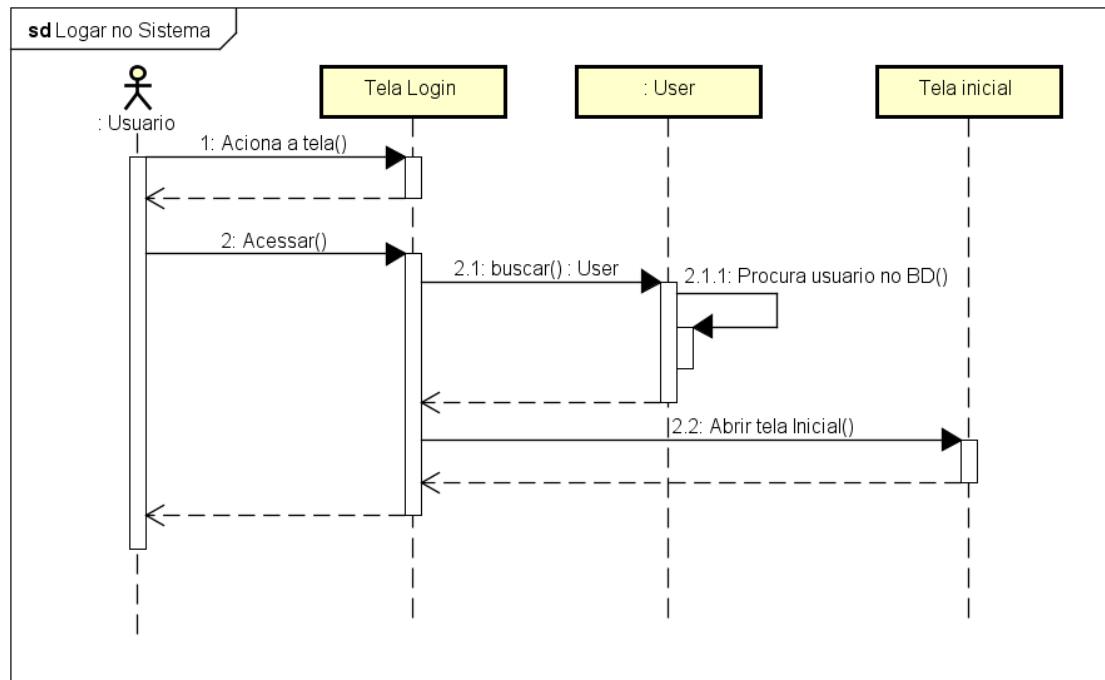 sd Logar no Sistema
: Usuario
Tela Login
: User
Tela inicial
1: Aciona a tela()
2: Acessar()
2.1: buscar() : User
2.1.1: Procura usuario no BD()
2.2: Abrir tela Inicial()